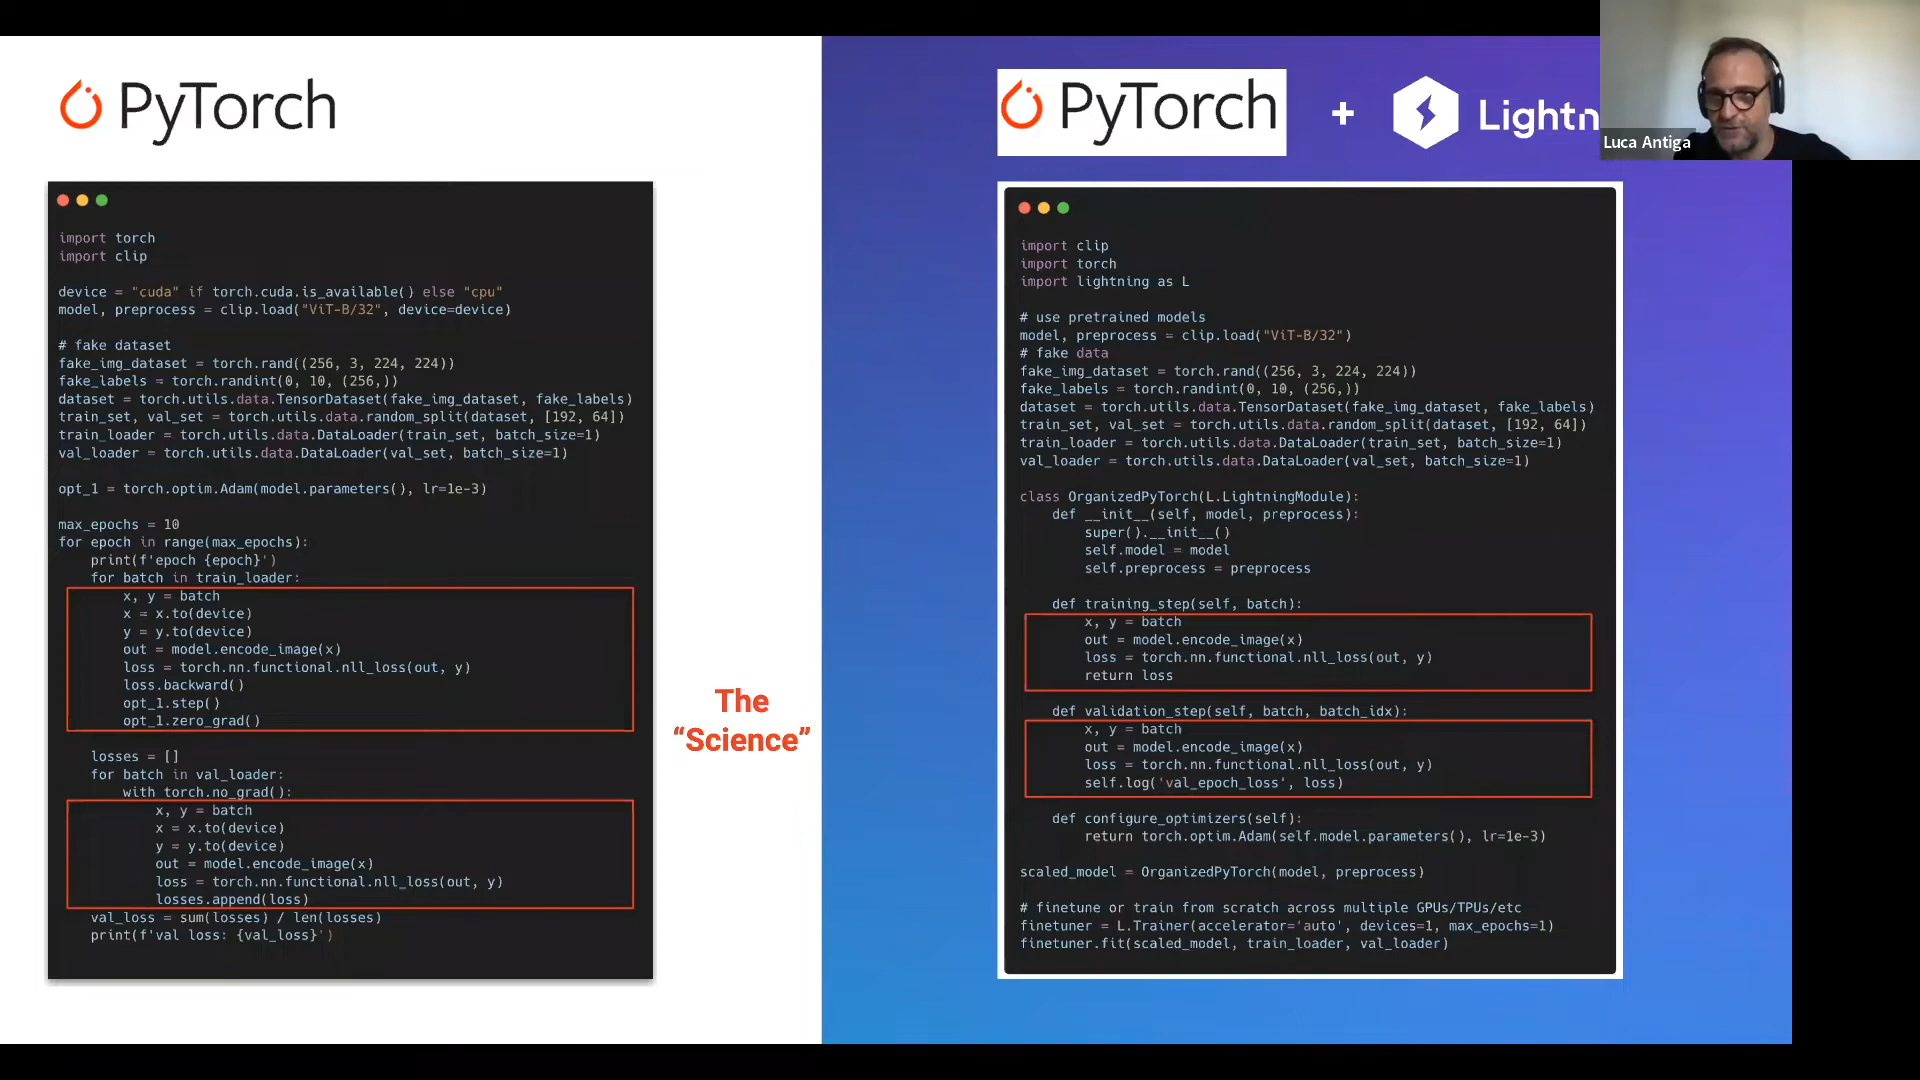 PyTorch
import torch
import clip
device = "cuda" if torch.cuda.is_available() else "cpu"
model, preprocess = clip.load("ViT-B/32", device=device)
# fake dataset
fake_img_dataset = torch.rand((256, 3, 224, 224))
fake_labels = torch.randint(0, 10, (256,))
dataset = torch.utils.data.TensorDataset(fake_img_dataset, fake_labels)
train_set, val_set = torch.utils.data.random_split(dataset, [192, 64])
train_loader = torch.utils.data.DataLoader(train_set, batch_size=1)
val_loader = torch.utils.data.DataLoader(val_set, batch_size=1)
opt_1 = torch.optim.Adam(model.parameters(), lr=1e-3)
max_epochs = 10
for epoch in range(max_epochs):
    print(f'epoch {epoch}')
    for batch in train_loader:
        x, y = batch
        x = x.to(device)
        y = y.to(device)
        out = model.encode_image(x)
        loss = torch.nn.functional.nll_loss(out, y)
        loss.backward()
        opt_1.step()
        opt_1.zero_grad()
    losses = []
    for batch in val_loader:
        with torch.no_grad():
            x, y = batch
            x = x.to(device)
            y = y.to(device)
            out = model.encode_image(x)
            loss = torch.nn.functional.nll_loss(out, y)
            losses.append(loss)
    val_loss = sum(losses) / len(losses)
    print(f'val loss: {val_loss}')
The
“Science”
PyTorch + Lightn
Luca Antiga
import clip
import torch
import lightning as L
# use pretrained models
model, preprocess = clip.load("ViT-B/32")
# fake data
fake_img_dataset = torch.rand((256, 3, 224, 224))
fake_labels = torch.randint(0, 10, (256,))
dataset = torch.utils.data.TensorDataset(fake_img_dataset, fake_labels)
train_set, val_set = torch.utils.data.random_split(dataset, [192, 64])
train_loader = torch.utils.data.DataLoader(train_set, batch_size=1)
val_loader = torch.utils.data.DataLoader(val_set, batch_size=1)
class OrganizedPyTorch(L.LightningModule):
    def __init__(self, model, preprocess):
        super().__init__()
        self.model = model
        self.preprocess = preprocess
    def training_step(self, batch):
        x, y = batch
        out = model.encode_image(x)
        loss = torch.nn.functional.nll_loss(out, y)
        return loss
    def validation_step(self, batch, batch_idx):
        x, y = batch
        out = model.encode_image(x)
        loss = torch.nn.functional.nll_loss(out, y)
        self.log('val_epoch_loss', loss)
    def configure_optimizers(self):
        return torch.optim.Adam(self.model.parameters(), lr=1e-3)
scaled_model = OrganizedPyTorch(model, preprocess)
# finetune or train from scratch across multiple GPUs/TPUs/etc
finetuner = L.Trainer(accelerator='auto', devices=1, max_epochs=1)
finetuner.fit(scaled_model, train_loader, val_loader)